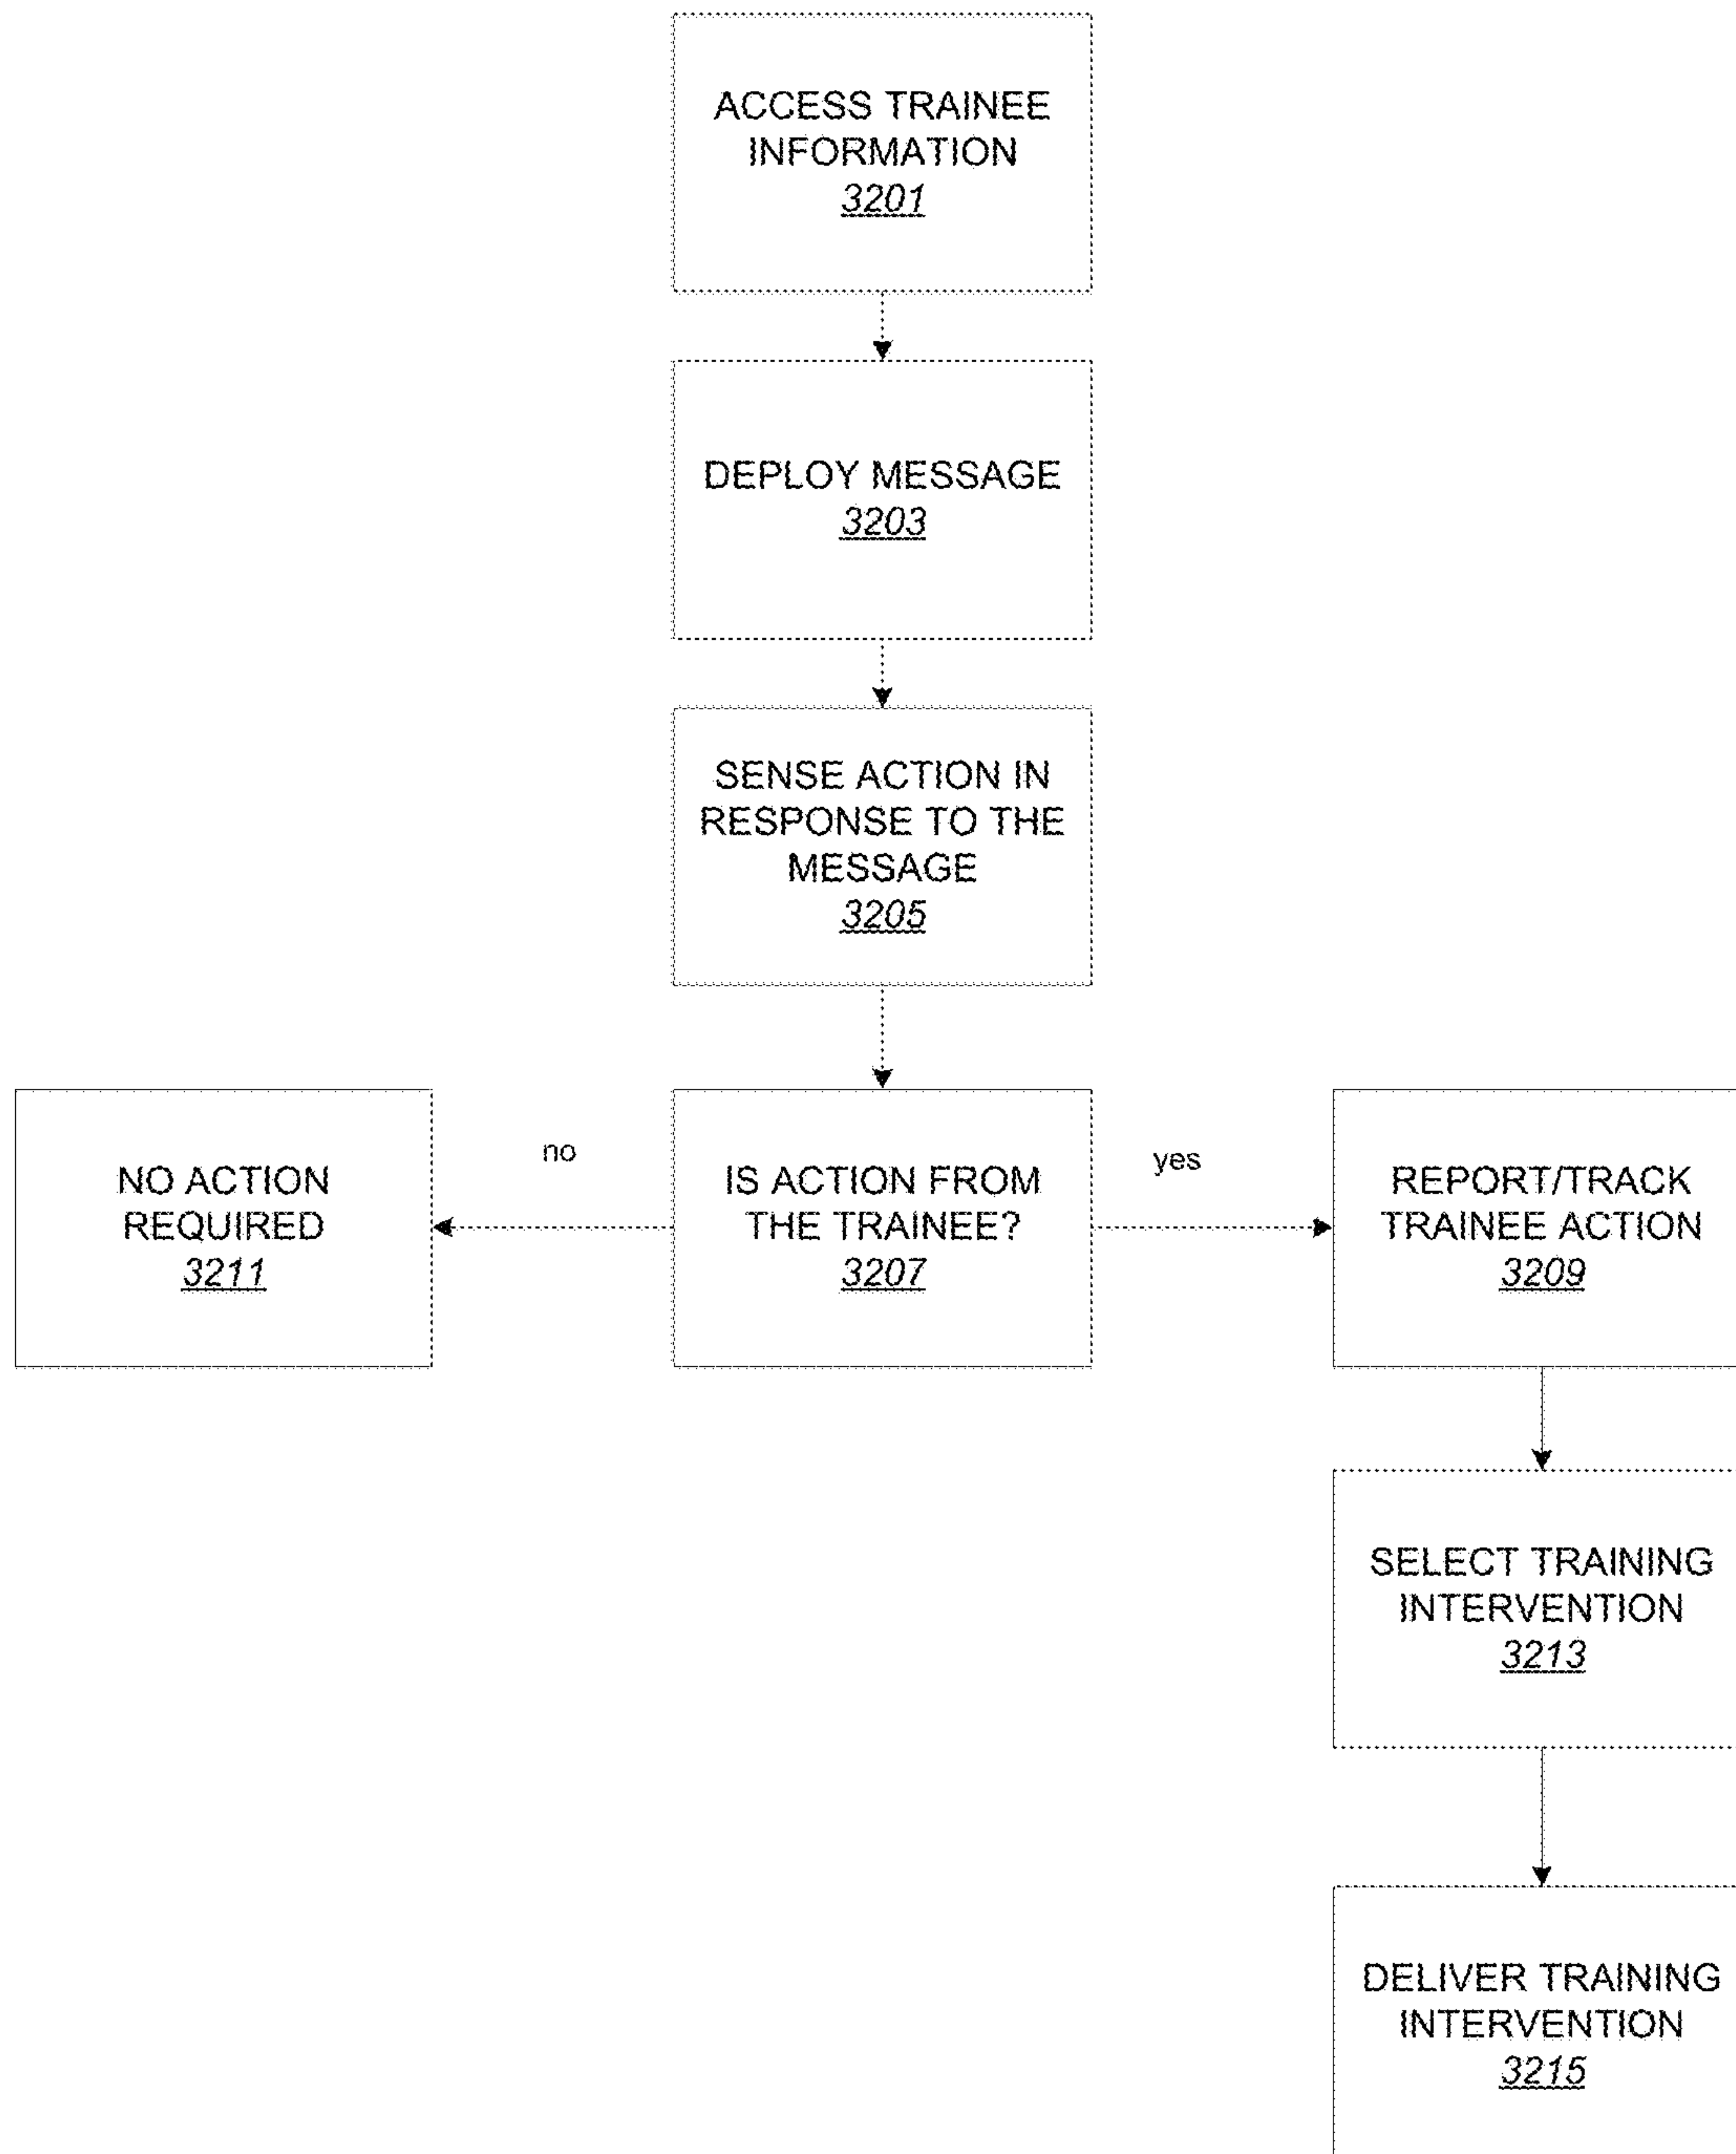 ACCESS TRAINEE
INFORMATION
3201
DEPLOY MESSAGE
3203
SENSE ACTION IN
RESPONSE TO THE
MESSAGE
3205
NO ACTION
REQUIRED
3211
no
IS ACTION FROM
THE TRAINEE?
3207
yes
REPORT/TRACK
TRAINEE ACTION
3209
SELECT TRAINING
INTERVENTION
3213
DELIVER TRAINING
INTERVENTION
3215